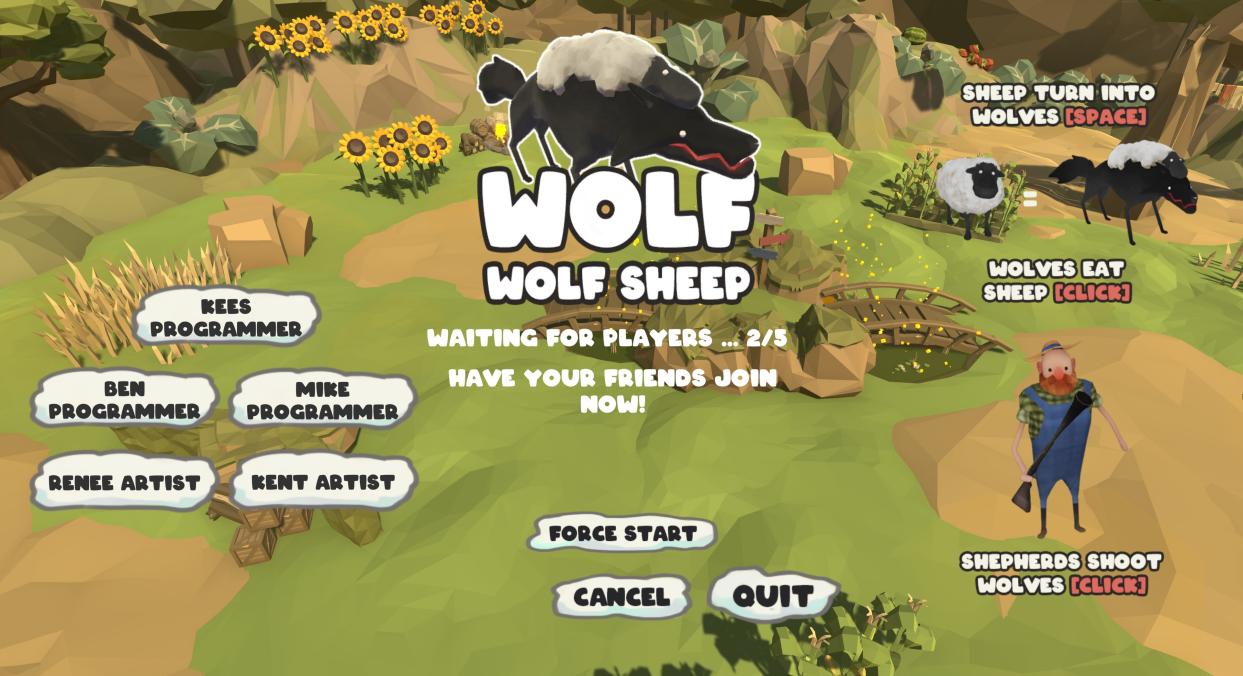 WOLF
WOLF SHEEP
WAITING FOR PLAYERS ... 2/5
HAVE YOUR FRIENDS JOIN
NOW!
KEES
PROGRAMMER
BEN
PROGRAMMER
MIKE
PROGRAMMER
RENEE ARTIST
KENT ARTIST
FORCE START
CANCEL
QUIT
SHEEP TURN INTO
WOLVES [SPACE]
=
WOLVES EAT
SHEEP [CLICK]
SHEPHERDS SHOOT
WOLVES [CLICK]